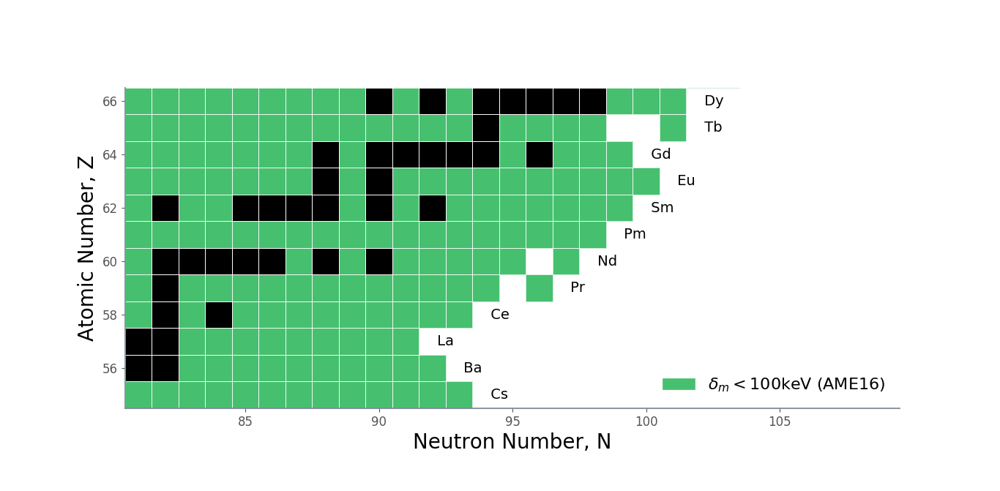 66
Dy
Tb
64
Gd
Eu
62
Sm
Pm
60
Nd
Pr
58
Ce
La
56
Ba
Cs
δm < 100keV (AME16)
85
90
95
100
105
Neutron Number, N
Atomic Number, Z